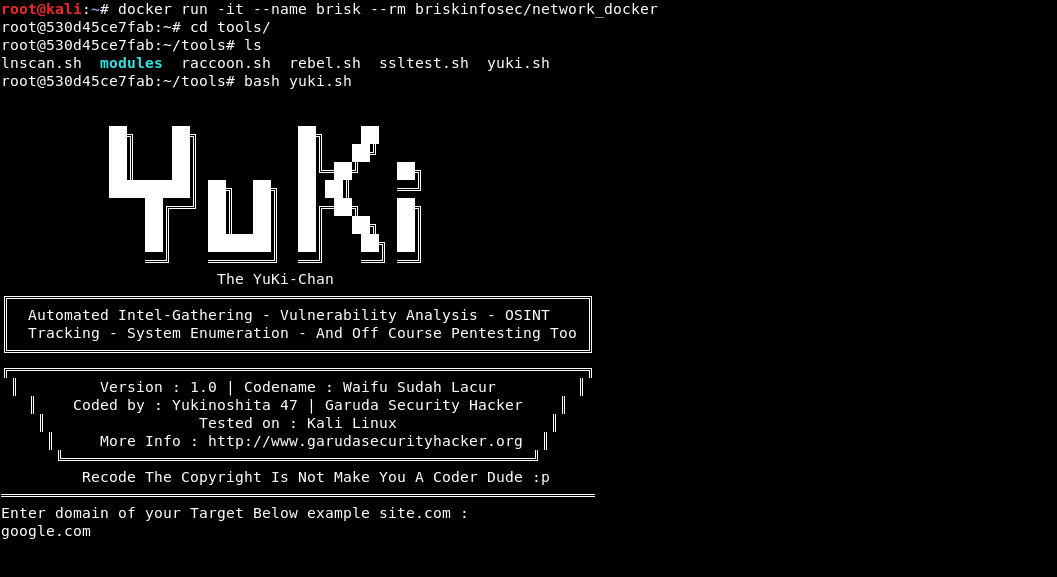 root@kali:~# docker run -it --name brisk --rm briskinfosec/network_docker
root@530d45ce7fab:~# cd tools/
root@530d45ce7fab:~/tools# ls
lnscan.sh  modules  raccoon.sh  rebel.sh  ssltest.sh  yuki.sh
root@530d45ce7fab:~/tools# bash yuki.sh
YuKi
The YuKi-Chan
Automated Intel-Gathering - Vulnerability Analysis - OSINT
Tracking - System Enumeration - And Off Course Pentesting Too
Version : 1.0 | Codename : Waifu Sudah Lacur
Coded by : Yukinoshita 47 | Garuda Security Hacker
Tested on : Kali Linux
More Info : http://www.garudasecurityhacker.org
Recode The Copyright Is Not Make You A Coder Dude :p
Enter domain of your Target Below example site.com :
google.com